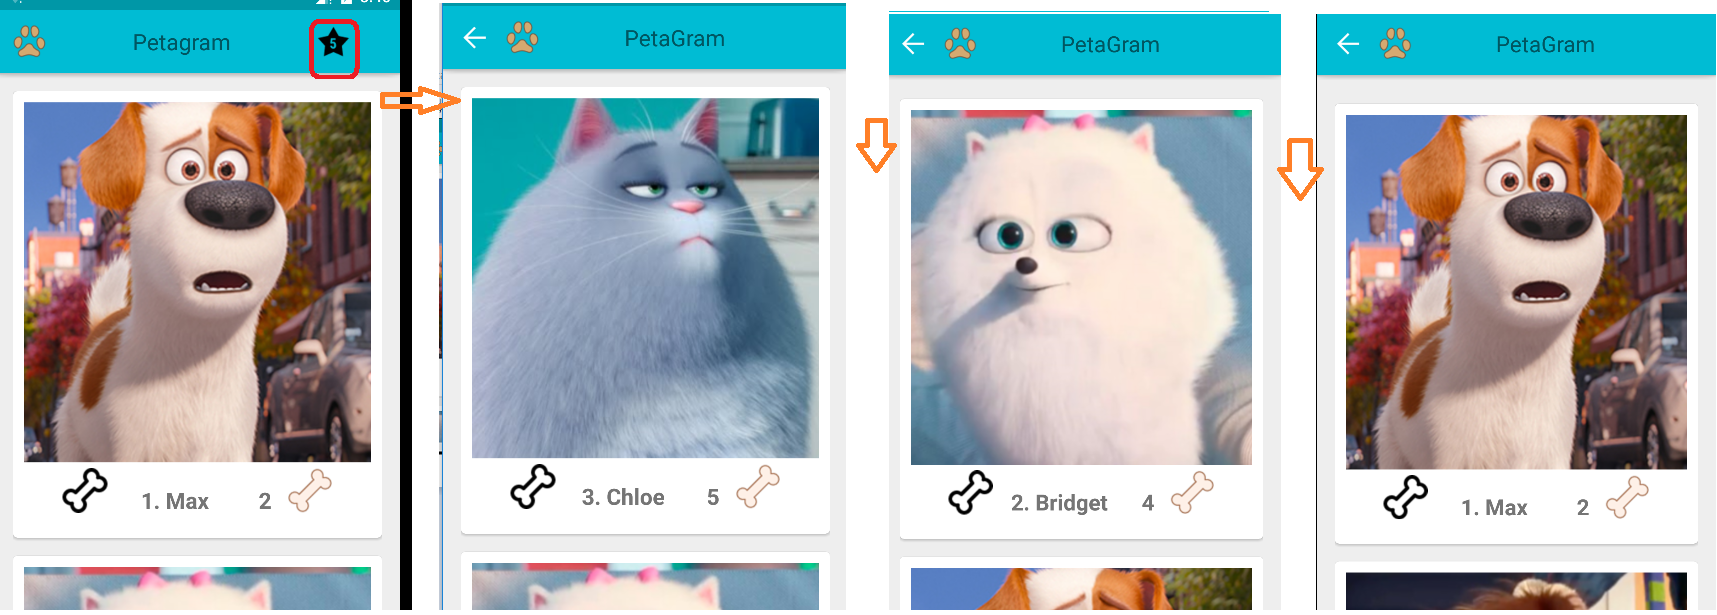 Petagram
5
1. Max 2
PetaGram
3. Chloe 5
PetaGram
2. Bridget 4
PetaGram
1. Max 2